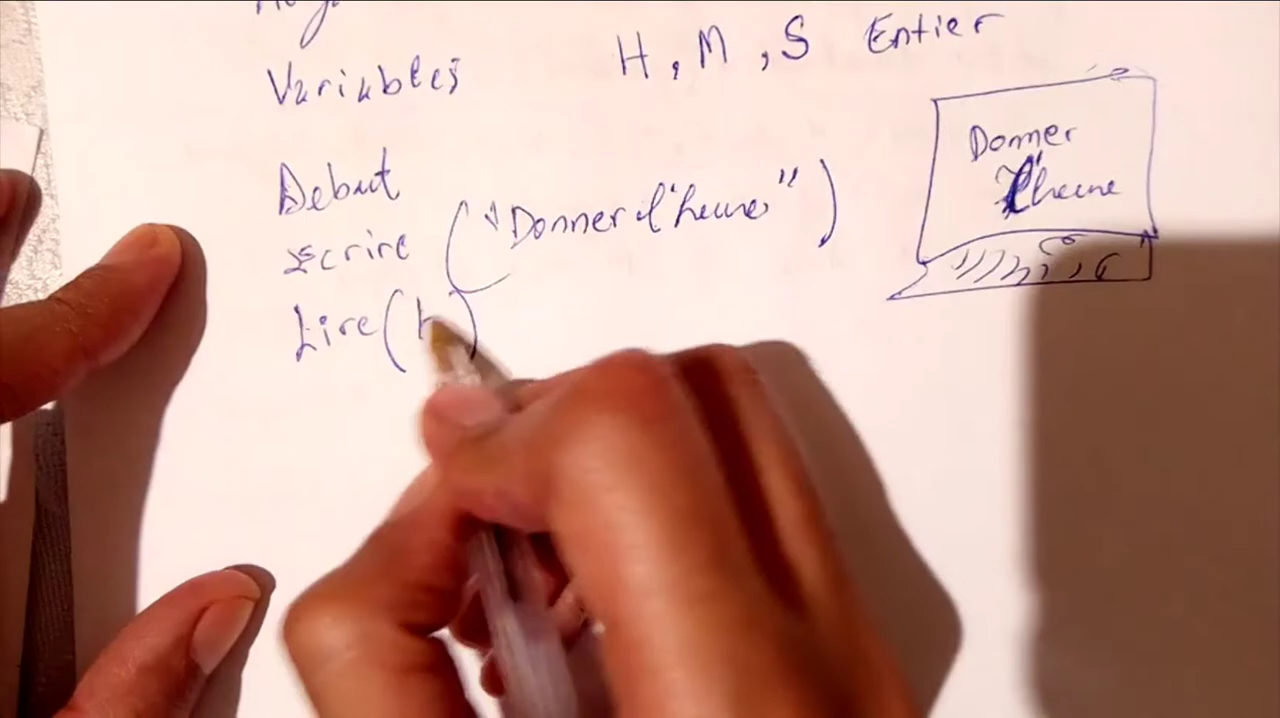 Variables H, M, S Entier
Debut
Ecrire ("Donner l'heure")
Lire(H)
Donner
l'heure